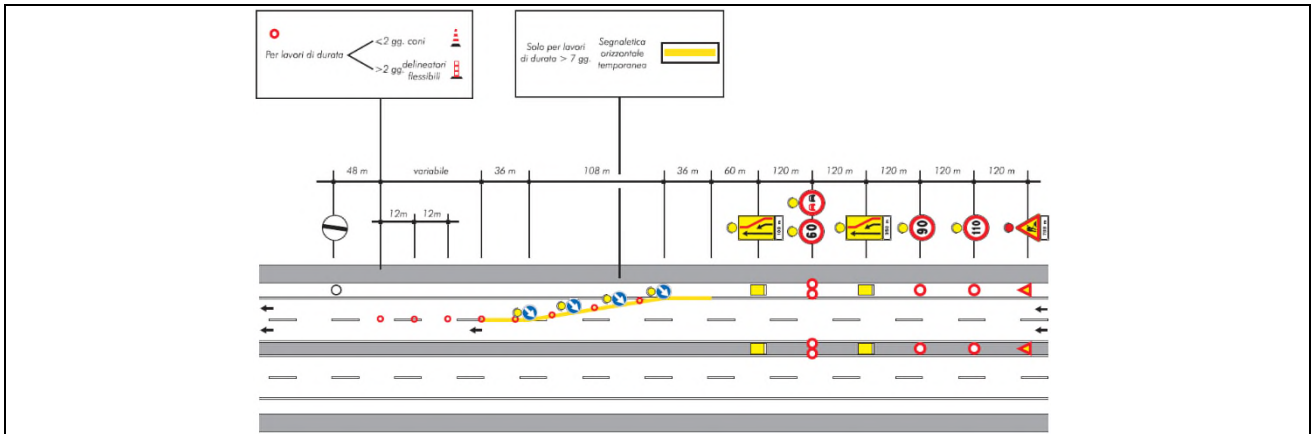 Per lavori di durata
<2 gg. coni
>2 gg. delineatori
flessibili
Solo per lavori
di durata > 7 gg.
Segnaletica
orizzontale
temporanea
48 m variabile 36 m 108 m 36 m 60 m 120 m 120 m 120 m 120 m 120 m
12m 12m
60
90
110